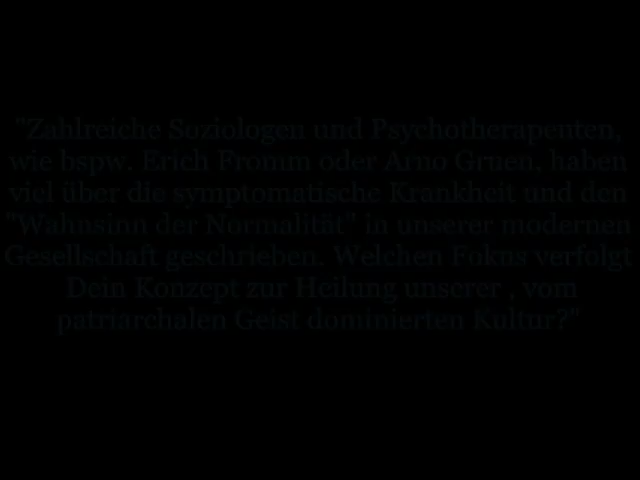 "Zahlreiche Soziologen und Psychotherapeuten,
wie bspw. Erich Fromm oder Arno Gruen, haben
viel über die symptomatische Krankheit und den
"Wahnsinn der Normalität" in unserer modernen
Gesellschaft geschrieben. Welchen Fokus verfolgt
Dein Konzept zur Heilung unserer , vom
patriarchalen Geist dominierten Kultur?"